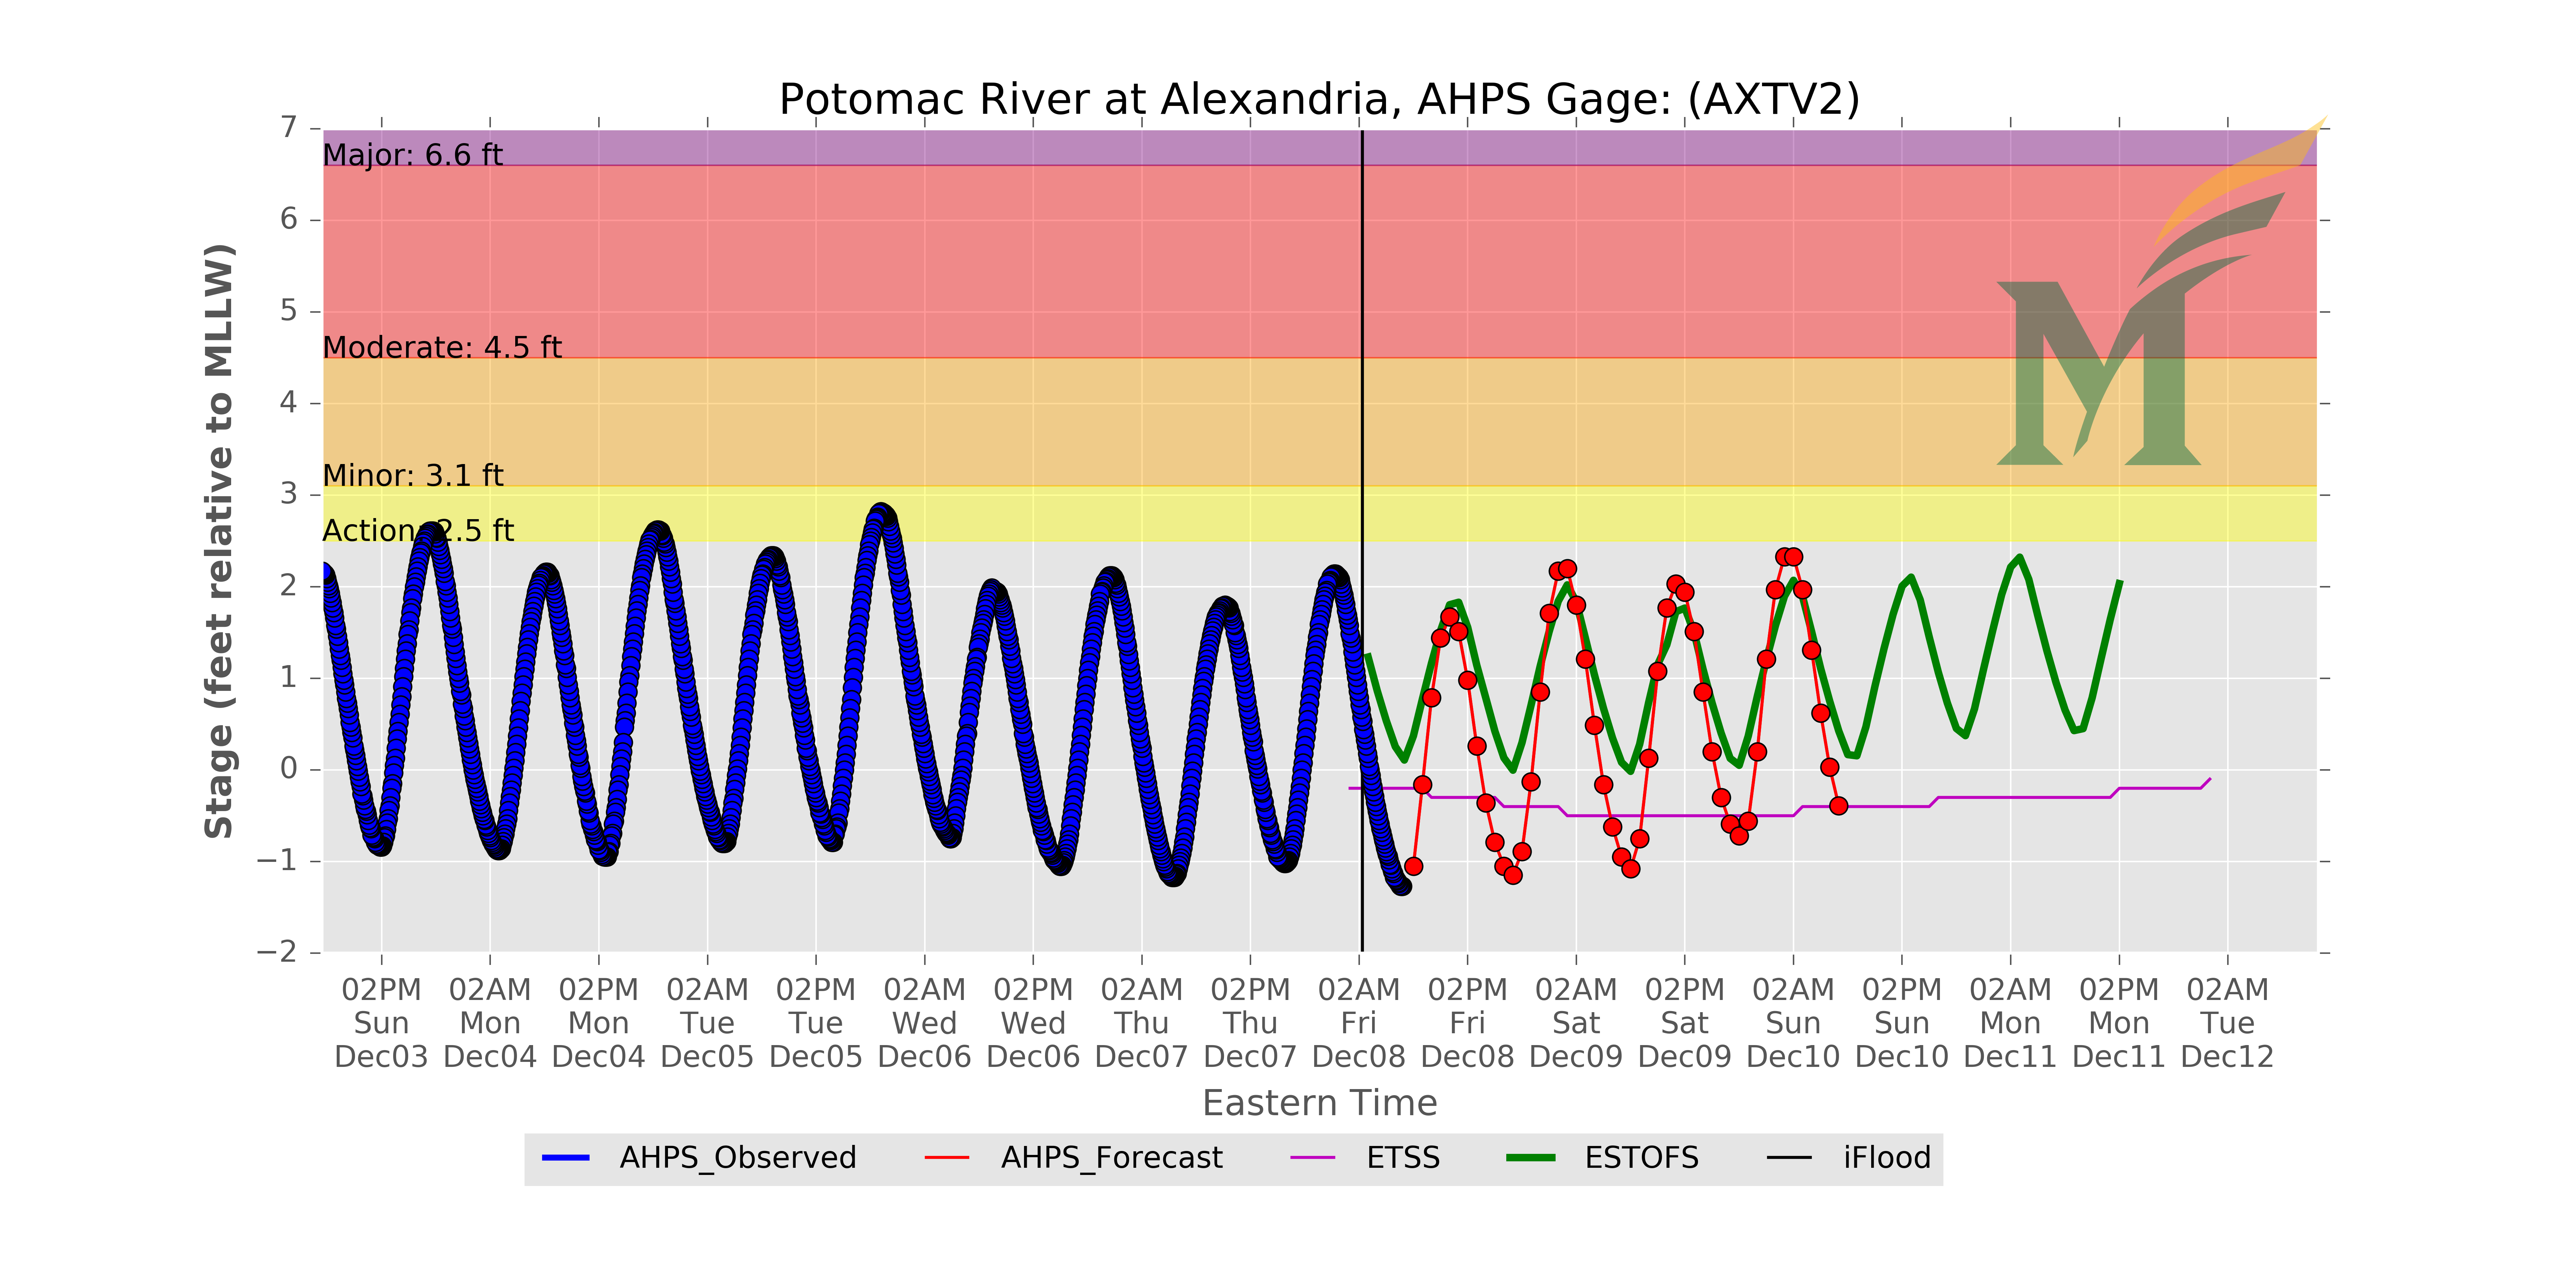 Potomac River at Alexandria, AHPS Gage: (AXTV2)
Stage (feet relative to MLLW)
7
6
5
4
3
2
1
0
−1
−2
Major: 6.6 ft
Moderate: 4.5 ft
Minor: 3.1 ft
Action: 2.5 ft
M
02PM 02AM 02PM 02AM 02PM 02AM 02PM 02AM 02PM 02AM 02PM 02AM 02PM 02AM 02PM 02AM 02PM 02AM
Sun Mon Mon Tue Tue Wed Wed Thu Thu Fri Fri Sat Sat Sun Sun Mon Mon Tue
Dec03 Dec04 Dec04 Dec05 Dec05 Dec06 Dec06 Dec07 Dec07 Dec08 Dec08 Dec09 Dec09 Dec10 Dec10 Dec11 Dec11 Dec12
Eastern Time
AHPS_Observed AHPS_Forecast ETSS ESTOFS iFlood